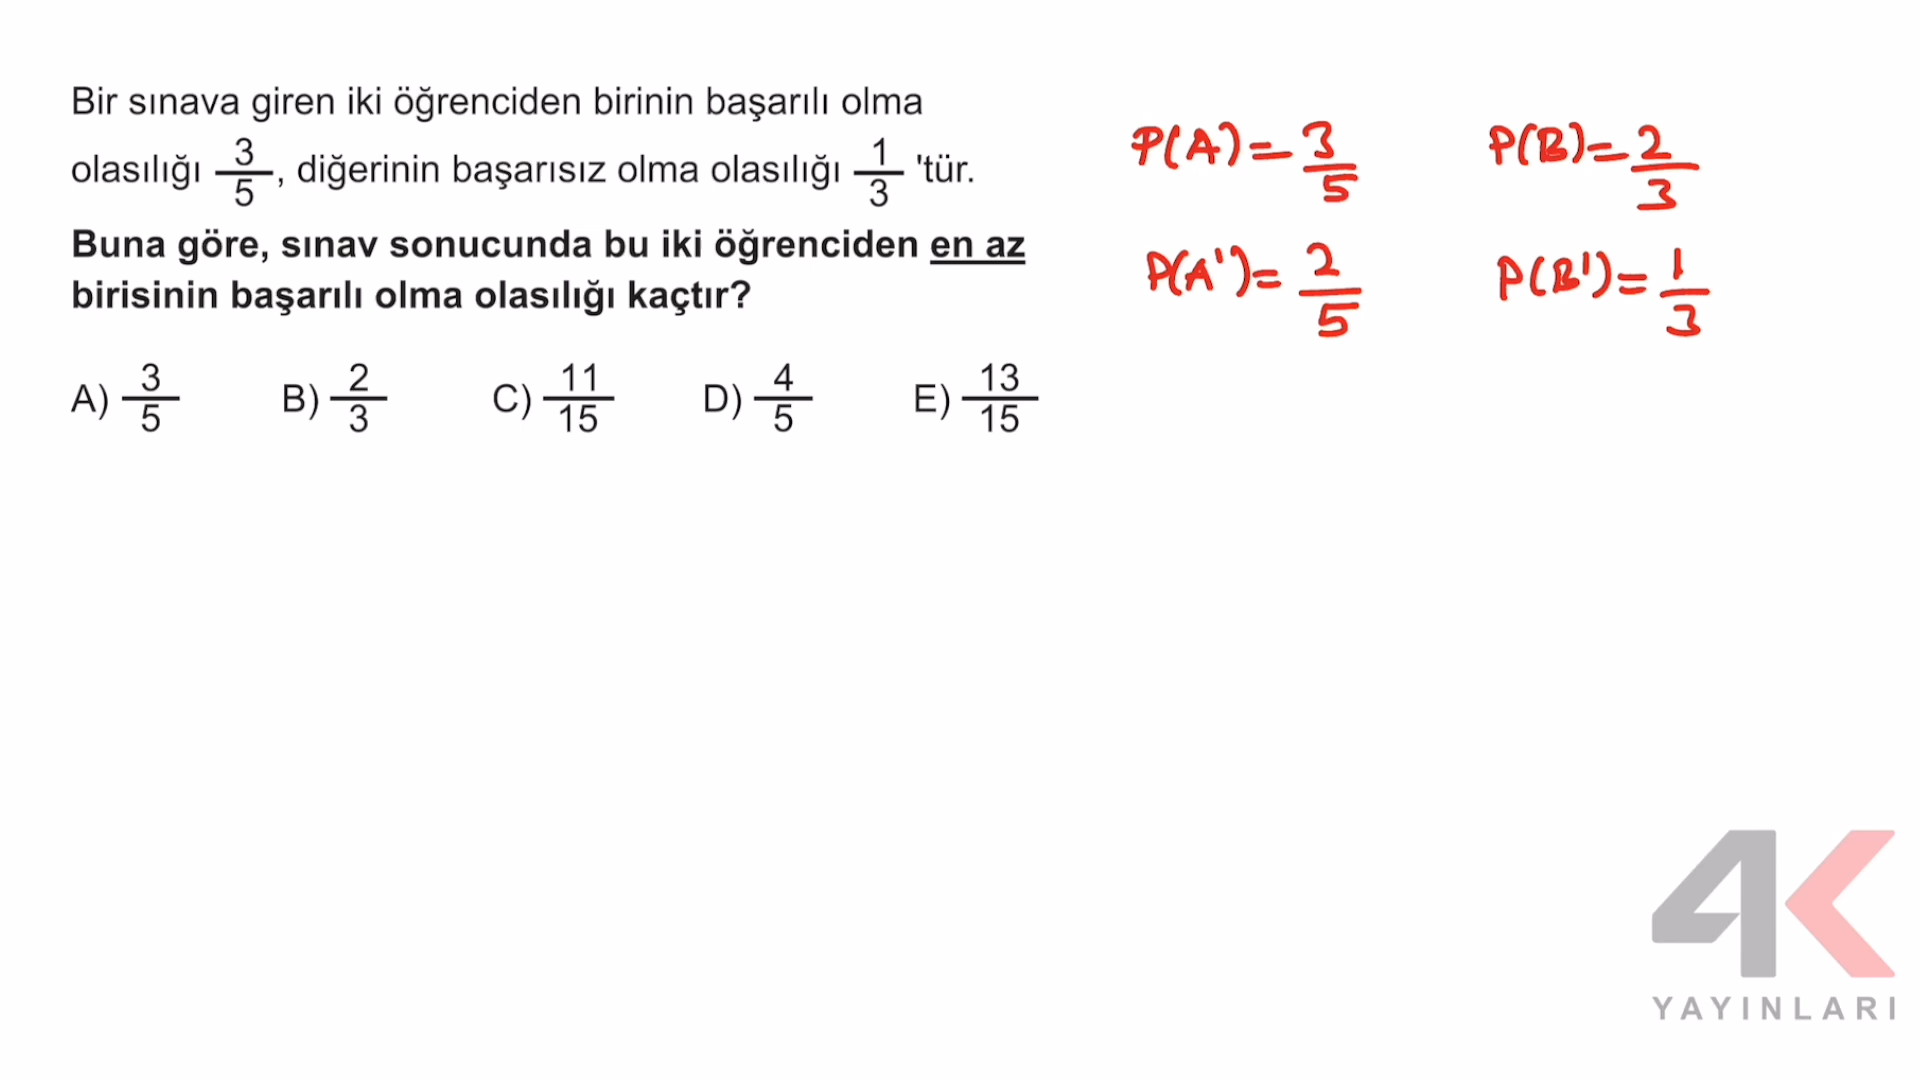 Bir sınava giren iki öğrenciden birinin başarılı olma
olasılığı 3/5, diğerinin başarısız olma olasılığı 1/3 'tür.
Buna göre, sınav sonucunda bu iki öğrenciden en az
birisinin başarılı olma olasılığı kaçtır?
A) 3/5 B) 2/3 C) 11/15 D) 4/5 E) 13/15
P(A)=3/5 P(B)=2/3
P(A')=2/5 P(B')=1/3
4K
YAYINLARI